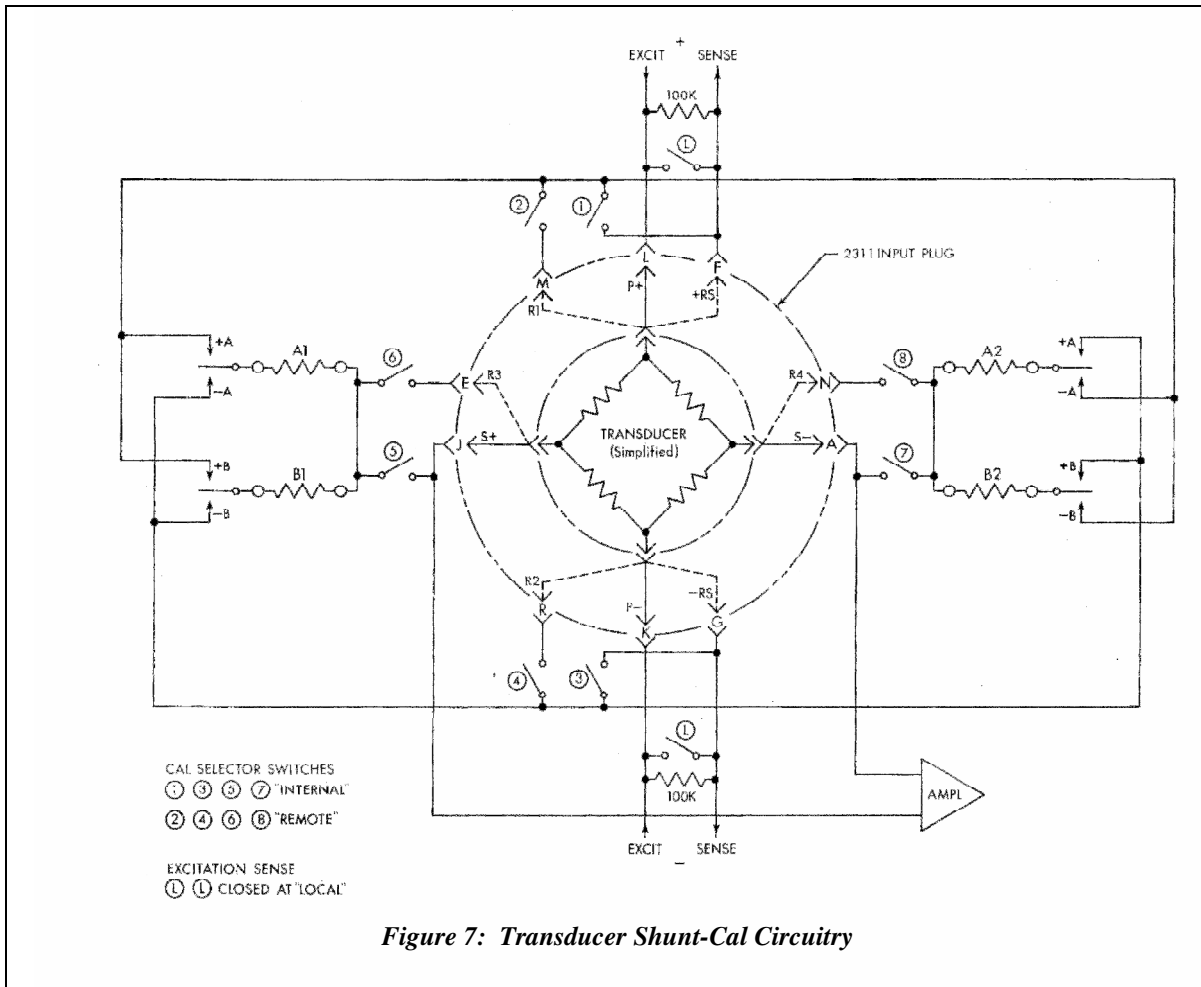 +
EXCIT SENSE
100K
L
2 1
2311 INPUT PLUG
L
M F
P+
R1 +RS
+A A1 6 8 A2 +A
E R3 R4 N
-A -A
TRANSDUCER
(Simplified)
J S+ S- A
+B B1 5 7 B2 +B
-B -B
R2 -RS
R P- G
K
4 3
L
100K
AMPL
EXCIT - SENSE
CAL SELECTOR SWITCHES
1 3 5 7 "INTERNAL"
2 4 6 8 "REMOTE"
EXCITATION SENSE
L L CLOSED AT "LOCAL"
Figure 7: Transducer Shunt-Cal Circuitry